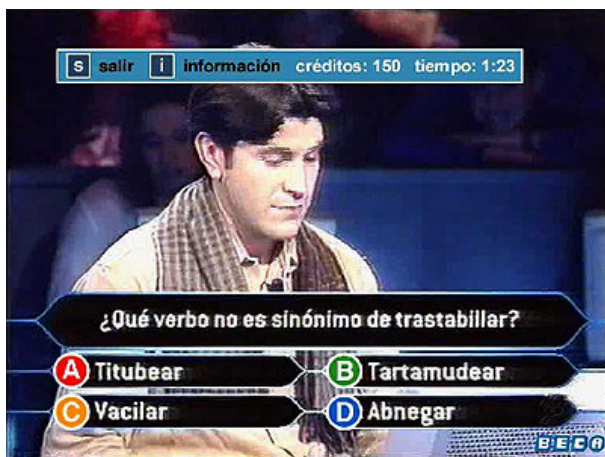 S salir i información créditos: 150 tiempo: 1:23
¿Qué verbo no es sinónimo de trastabillar?
A Titubear B Tartamudear
C Vacilar D Abnegar
BECA